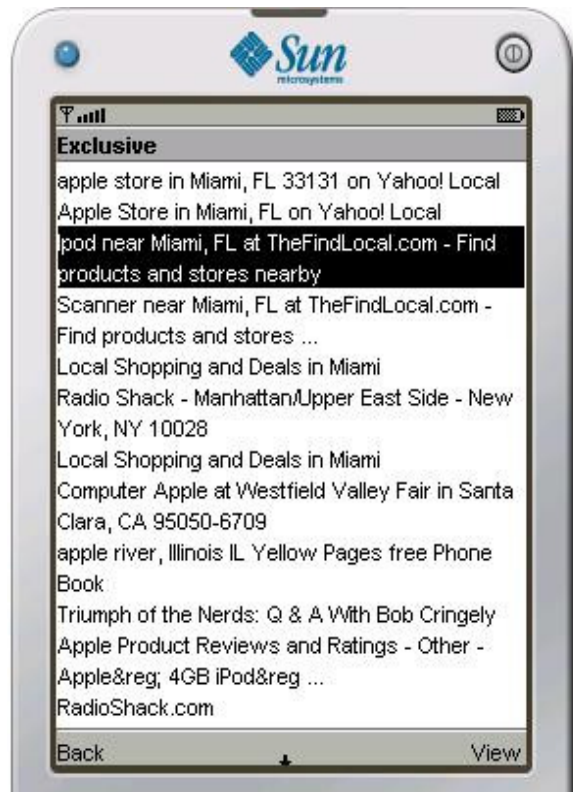 Sun
microsystems
Exclusive
apple store in Miami, FL 33131 on Yahoo! Local
Apple Store in Miami, FL on Yahoo! Local
Ipod near Miami, FL at TheFindLocal.com - Find
products and stores nearby
Scanner near Miami, FL at TheFindLocal.com -
Find products and stores ...
Local Shopping and Deals in Miami
Radio Shack - Manhattan/Upper East Side - New
York, NY 10028
Local Shopping and Deals in Miami
Computer Apple at Westfield Valley Fair in Santa
Clara, CA 95050-6709
apple river, Illinois IL Yellow Pages free Phone
Book
Triumph of the Nerds: Q & A With Bob Cringely
Apple Product Reviews and Ratings - Other -
Apple&reg; 4GB iPod&reg ...
RadioShack.com
Back
View